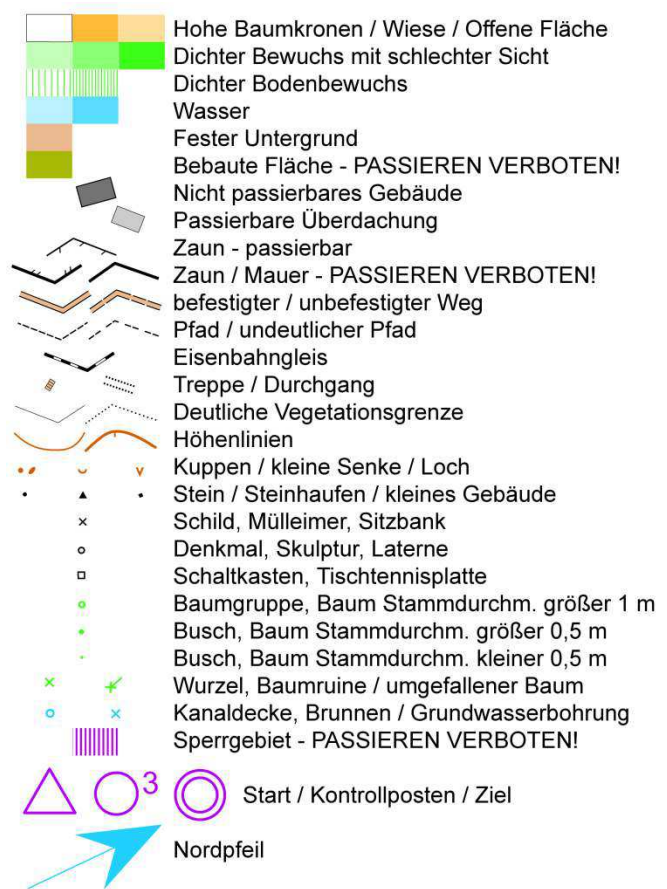 Hohe Baumkronen / Wiese / Offene Fläche
Dichter Bewuchs mit schlechter Sicht
Dichter Bodenbewuchs
Wasser
Fester Untergrund
Bebaute Fläche - PASSIEREN VERBOTEN!
Nicht passierbares Gebäude
Passierbare Überdachung
Zaun - passierbar
Zaun / Mauer - PASSIEREN VERBOTEN!
befestigter / unbefestigter Weg
Pfad / undeutlicher Pfad
Eisenbahngleis
Treppe / Durchgang
Deutliche Vegetationsgrenze
Höhenlinien
Kuppen / kleine Senke / Loch
Stein / Steinhaufen / kleines Gebäude
Schild, Mülleimer, Sitzbank
Denkmal, Skulptur, Laterne
Schaltkasten, Tischtennisplatte
Baumgruppe, Baum Stammdurchm. größer 1 m
Busch, Baum Stammdurchm. größer 0,5 m
Busch, Baum Stammdurchm. kleiner 0,5 m
Wurzel, Baumruine / umgefallener Baum
Kanaldecke, Brunnen / Grundwasserbohrung
Sperrgebiet - PASSIEREN VERBOTEN!
3 Start / Kontrollposten / Ziel
Nordpfeil